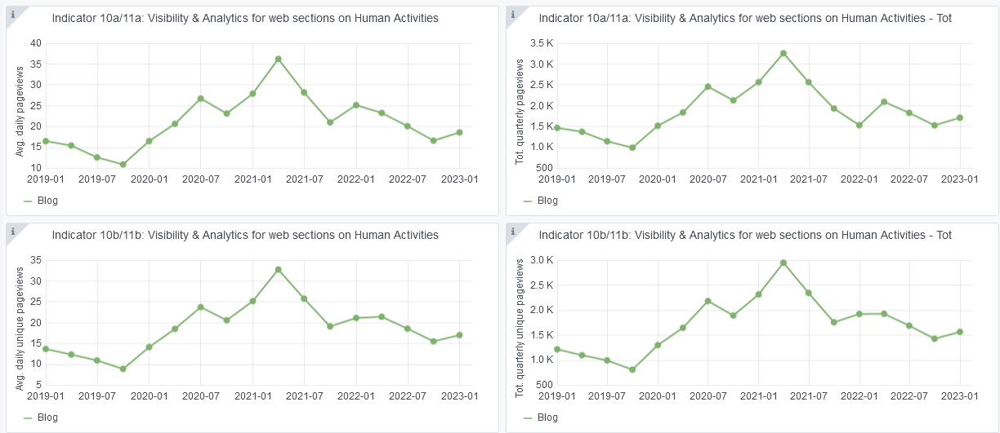 Indicator 10a/11a: Visibility & Analytics for web sections on Human Activities
Avg. daily pageviews
40
35
30
25
20
15
10
2019-01 2019-07 2020-01 2020-07 2021-01 2021-07 2022-01 2022-07 2023-01
Blog
Indicator 10a/11a: Visibility & Analytics for web sections on Human Activities - Tot
Tot. quarterly pageviews
3.5 K
3.0 K
2.5 K
2.0 K
1.5 K
1.0 K
500
2019-01 2019-07 2020-01 2020-07 2021-01 2021-07 2022-01 2022-07 2023-01
Blog
Indicator 10b/11b: Visibility & Analytics for web sections on Human Activities
Avg. daily unique pageviews
35
30
25
20
15
10
5
2019-01 2019-07 2020-01 2020-07 2021-01 2021-07 2022-01 2022-07 2023-01
Blog
Indicator 10b/11b: Visibility & Analytics for web sections on Human Activities - Tot
Tot. quarterly unique pageviews
3.0 K
2.5 K
2.0 K
1.5 K
1.0 K
500
2019-01 2019-07 2020-01 2020-07 2021-01 2021-07 2022-01 2022-07 2023-01
Blog